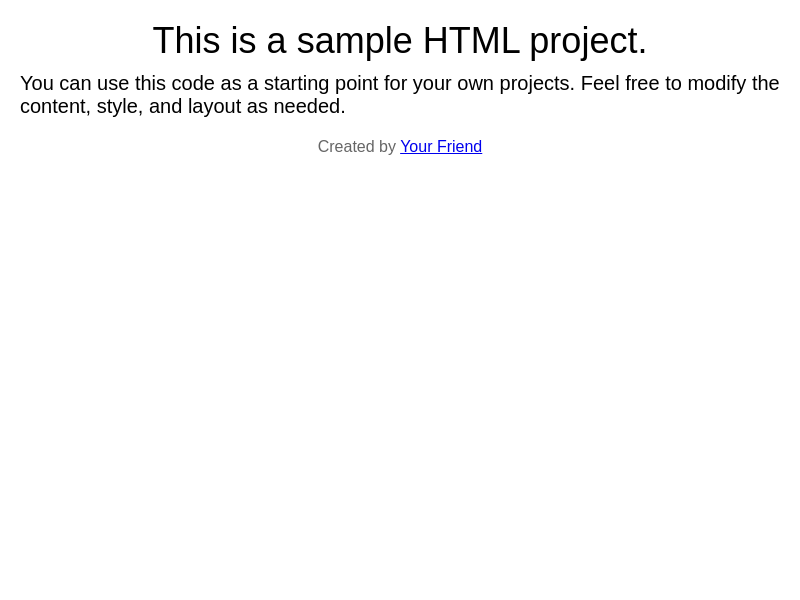 This is a sample HTML project.
You can use this code as a starting point for your own projects. Feel free to modify the
content, style, and layout as needed.
Created by Your Friend